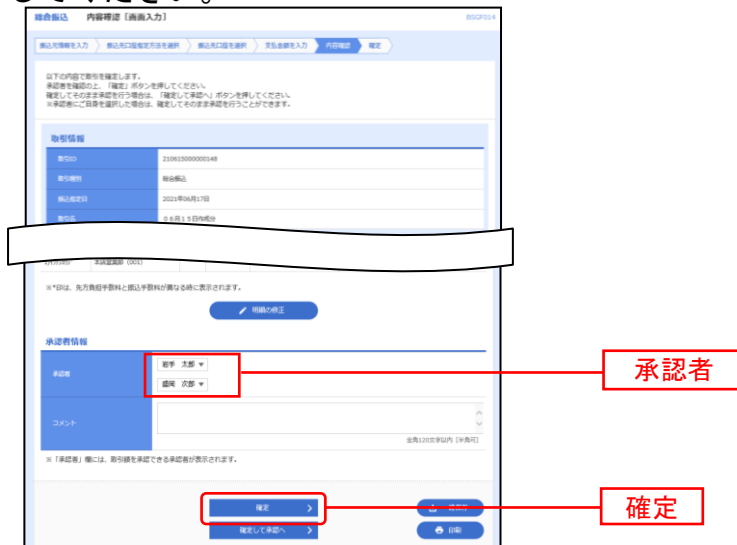 してください。
総合振込 内容確認［画面入力］ BSGF014
振込元情報を入力 振込先口座指定方法を選択 振込先口座を選択 支払金額を入力 内容確認 確定
以下の内容で取引を確定します。
承認者を確認の上、「確定」ボタンを押してください。
確定してそのまま承認を行う場合は、「確定して承認へ」ボタンを押してください。
※承認者にご自身を選択した場合は、確定してそのまま承認を行うことができます。
取引情報
取引ID 210615000000148
取引種別 総合振込
振込指定日 2021年06月17日
取引名 06月15日作成分
本店営業部（001）
※*印は、先方負担手数料と振込手数料が異なる時に表示されます。
明細の修正
承認者情報
承認者 岩手 太郎
盛岡 次郎
承認者
コメント
全角120文字以内［半角可］
※「承認者」欄には、取引額を承認できる承認者が表示されます。
確定
確定
確定して承認へ 印刷